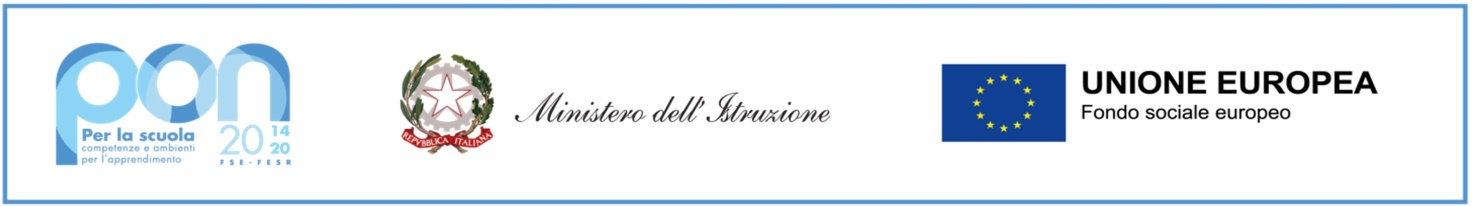 pon
Per la scuola
competenze e ambienti
per l'apprendimento
20 14
20
FSE-FESR
REPVBBLICA ITALIANA
Ministero dell'Istruzione
UNIONE EUROPEA
Fondo sociale europeo